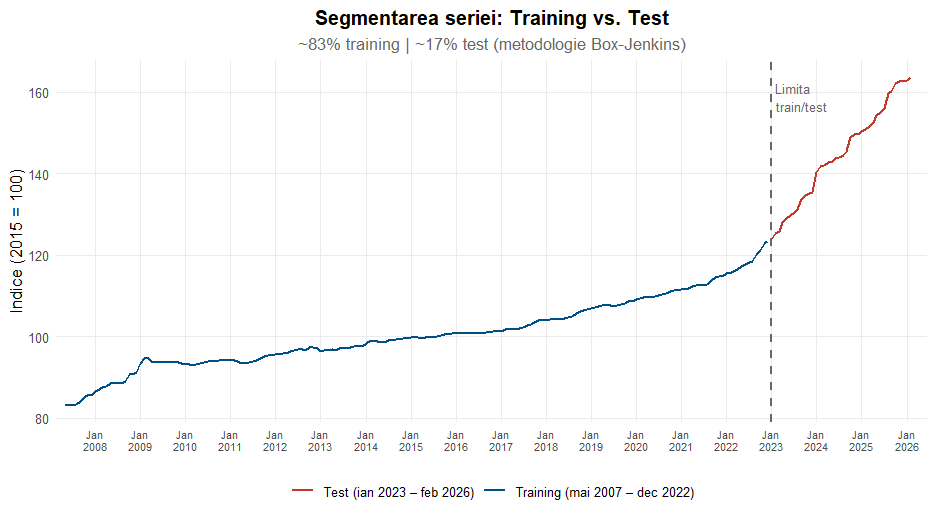 Segmentarea seriei: Training vs. Test
~83% training | ~17% test (metodologie Box-Jenkins)
Limita
train/test
Indice (2015 = 100)
160
140
120
100
80
Jan 2008
Jan 2009
Jan 2010
Jan 2011
Jan 2012
Jan 2013
Jan 2014
Jan 2015
Jan 2016
Jan 2017
Jan 2018
Jan 2019
Jan 2020
Jan 2021
Jan 2022
Jan 2023
Jan 2024
Jan 2025
Jan 2026
Test (ian 2023 – feb 2026)
Training (mai 2007 – dec 2022)